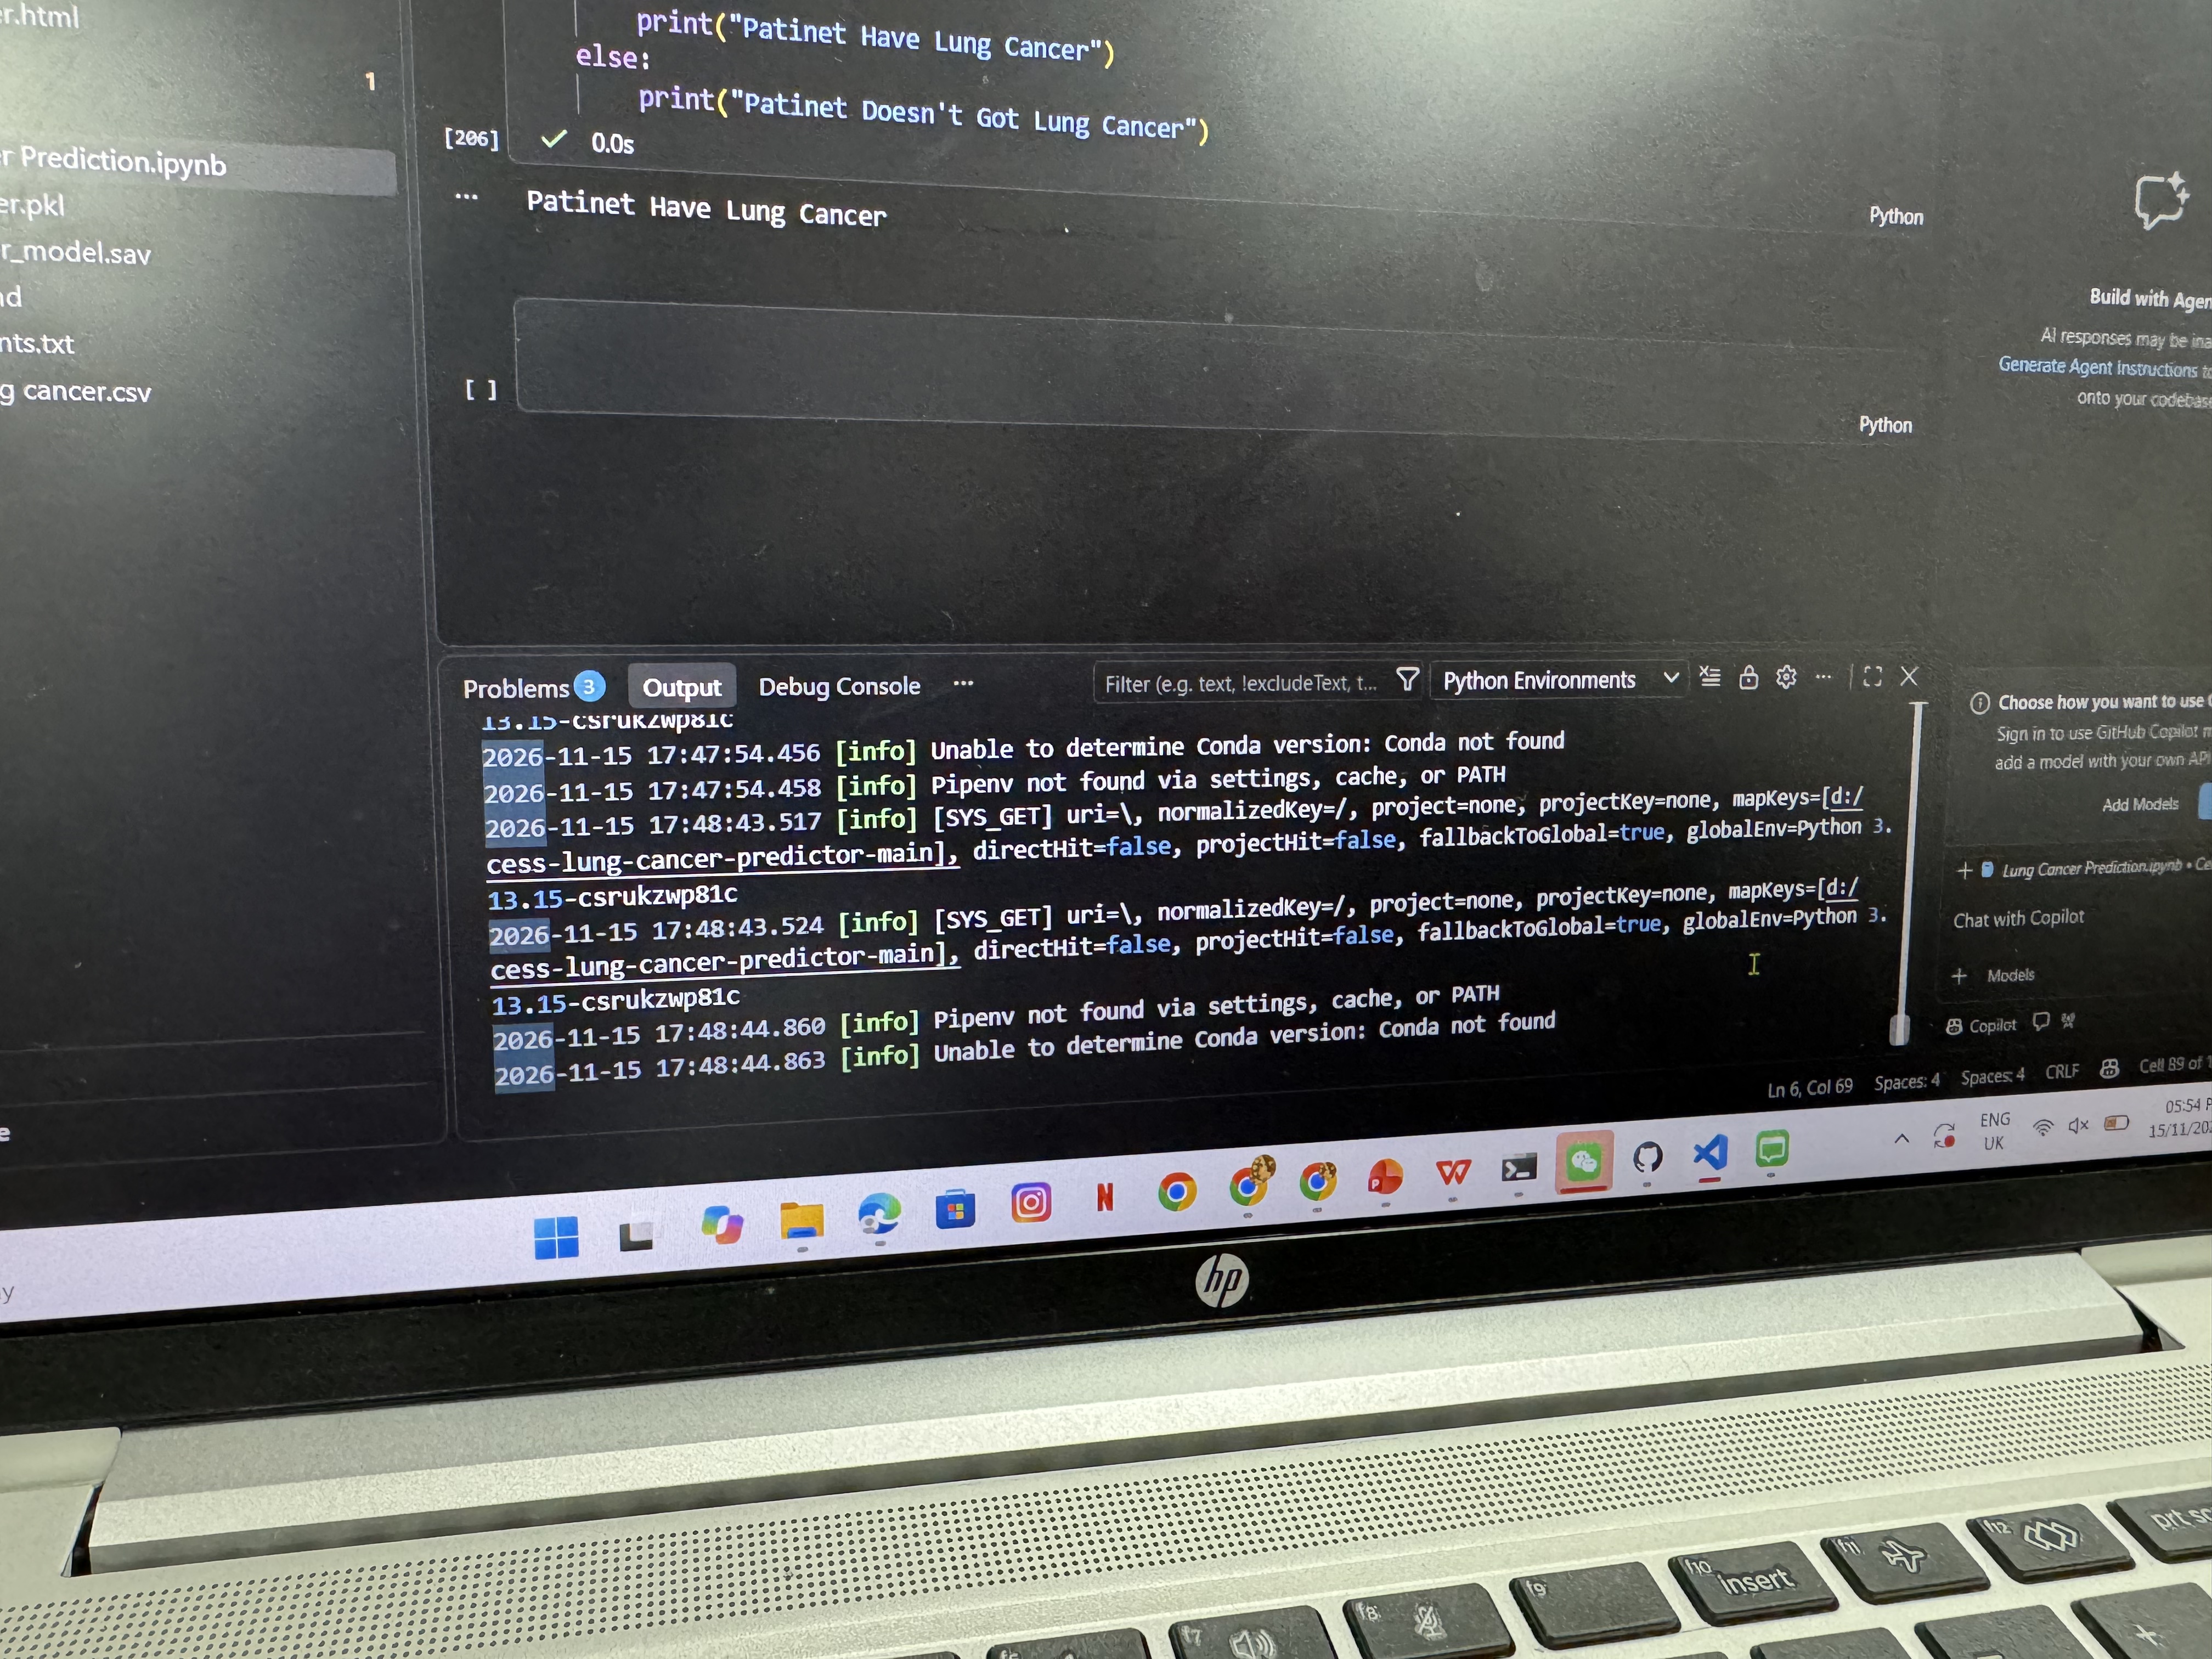 r.html
1
r Prediction.ipynb
er.pkl
r_model.sav
nts.txt
g cancer.csv
print("Patinet Have Lung Cancer")
else:
print("Patinet Doesn't Got Lung Cancer")
[206]
0.0s
... Patinet Have Lung Cancer
Python
[ ]
Python
Build with Agen
AI responses may be ina
Generate Agent Instructions to
onto your codebase
Problems 3 Output Debug Console ...
Filter (e.g. text, !excludeText, t... Python Environments ...
13.15-csrukzwp81c
2026-11-15 17:47:54.456 [info] Unable to determine Conda version: Conda not found
2026-11-15 17:47:54.458 [info] Pipenv not found via settings, cache, or PATH
2026-11-15 17:48:43.517 [info] [SYS_GET] uri=\, normalizedKey=/, project=none, projectKey=none, mapKeys=[d:/
cess-lung-cancer-predictor-main], directHit=false, projectHit=false, fallbackToGlobal=true, globalEnv=Python 3.
13.15-csrukzwp81c
2026-11-15 17:48:43.524 [info] [SYS_GET] uri=\, normalizedKey=/, project=none, projectKey=none, mapKeys=[d:/
cess-lung-cancer-predictor-main], directHit=false, projectHit=false, fallbackToGlobal=true, globalEnv=Python 3.
13.15-csrukzwp81c
2026-11-15 17:48:44.860 [info] Pipenv not found via settings, cache, or PATH
2026-11-15 17:48:44.863 [info] Unable to determine Conda version: Conda not found
Choose how you want to use
Sign in to use GitHub Copilot
add a model with your own API
Add Models
+ Lung Cancer Prediction.ipynb • Ce
Chat with Copilot
+ Models
Copilot
Ln 6, Col 69 Spaces: 4 Spaces: 4 CRLF Cell 89 of 1
ENG
UK
05:54 P
15/11/202
hp
f7
f8
f9
f10 insert
f11
f12
prt sc
+